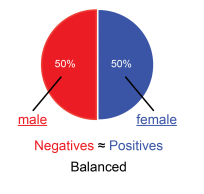 50% 50%
male female
Negatives ≈ Positives
Balanced